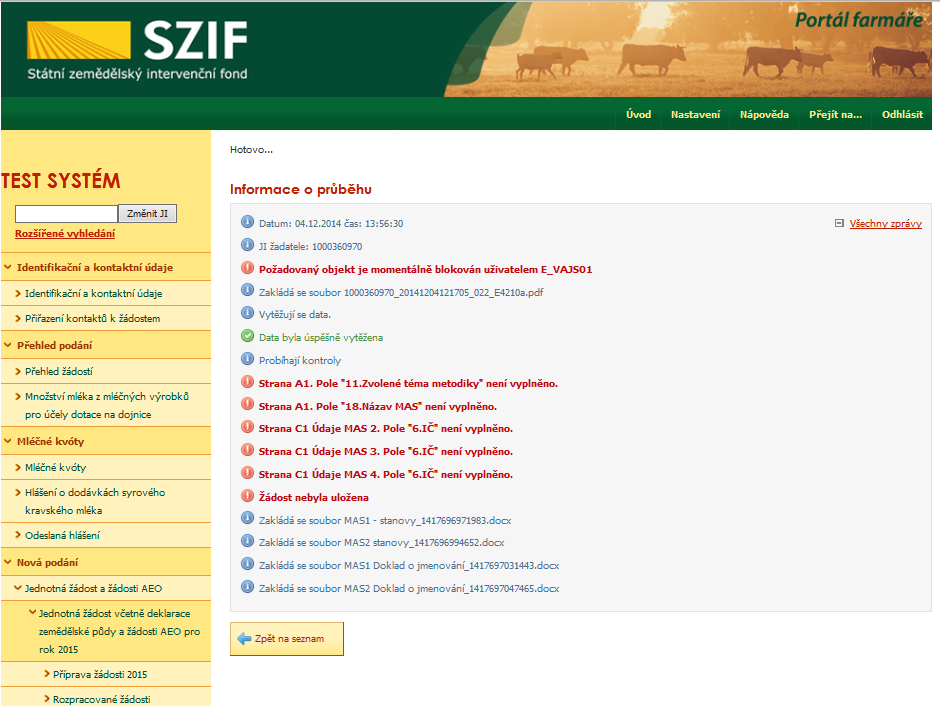 SZIF
Státní zemědělský intervenční fond
Portál farmáře
Úvod Nastavení Nápověda Přejít na... Odhlásit
TEST SYSTÉM
Změnit JI
Rozšířené vyhledání
Identifikační a kontaktní údaje
Identifikační a kontaktní údaje
Přiřazení kontaktů k žádostem
Přehled podání
Přehled žádostí
Množství mléka z mléčných výrobků
pro účely dotace na dojnice
Mléčné kvóty
Mléčné kvóty
Hlášení o dodávkách syrového
kravského mléka
Odeslaná hlášení
Nová podání
Jednotná žádost a žádosti AEO
Jednotná žádost včetně deklarace
zemědělské půdy a žádosti AEO pro
rok 2015
Příprava žádosti 2015
Rozpracované žádosti
Hotovo...
Informace o průběhu
Datum: 04.12.2014 čas: 13:56:30
Všechny zprávy
JI žadatele: 1000360970
Požadovaný objekt je momentálně blokován uživatelem E_VAJS01
Zakládá se soubor 1000360970_20141204121705_022_E4210a.pdf
Vytěžují se data.
Data byla úspěšně vytěžena
Probíhají kontroly
Strana A1. Pole "11.Zvolené téma metodiky" není vyplněno.
Strana A1. Pole "18.Názav MAS" není vyplněno.
Strana C1 Údaje MAS 2. Pole "6.IČ" není vyplněno.
Strana C1 Údaje MAS 3. Pole "6.IČ" není vyplněno.
Strana C1 Údaje MAS 4. Pole "6.IČ" není vyplněno.
Žádost nebyla uložena
Zakládá se soubor MAS1 - stanovy_1417696971983.docx
Zakládá se soubor MAS2 stanovy_1417696994652.docx
Zakládá se soubor MAS1 Doklad o jmenování_1417697031443.docx
Zakládá se soubor MAS2 Doklad o jmenování_1417697047465.docx
Zpět na seznam